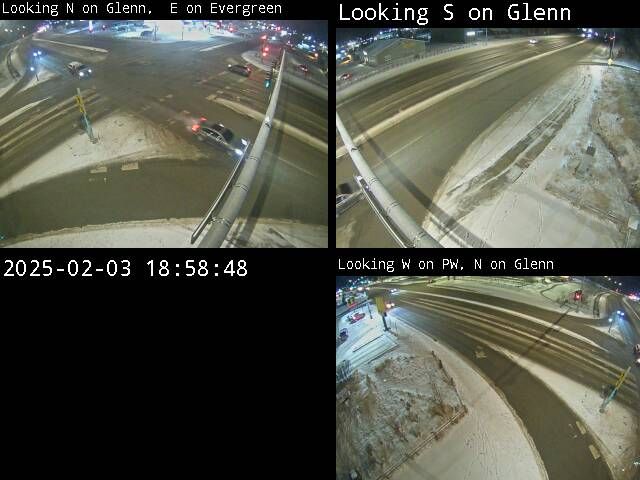 Looking N on Glenn,  E on Evergreen
Looking S on Glenn
2025-02-03 18:58:48
Looking W on PW, N on Glenn